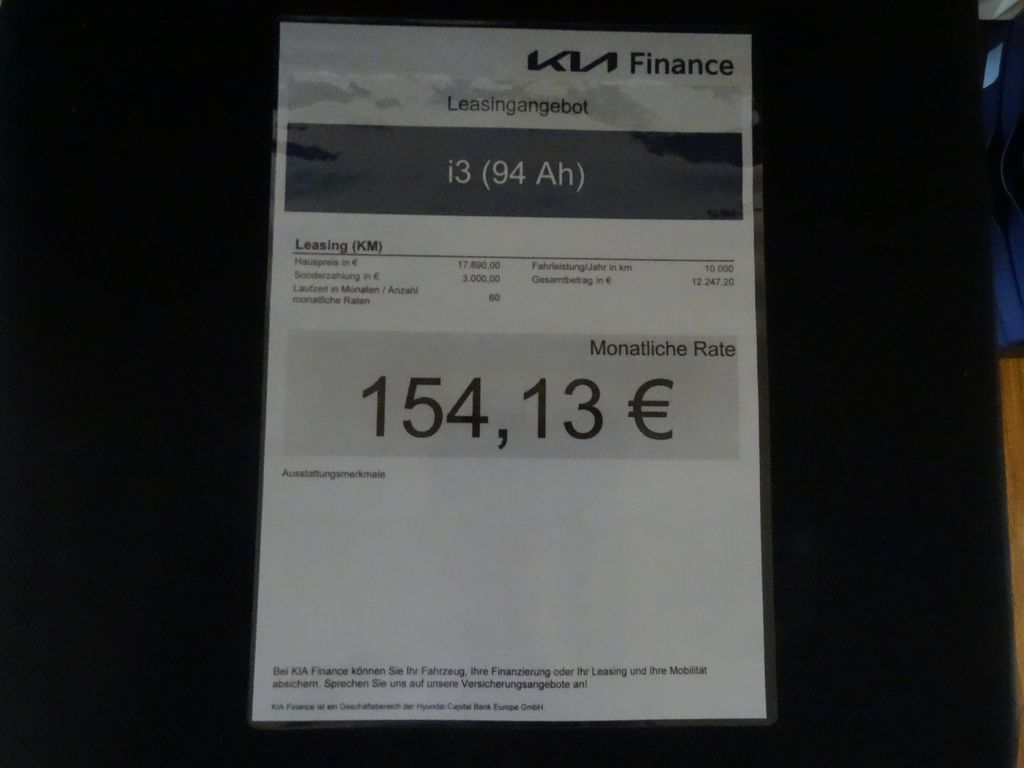 KIA Finance
Leasingangebot
i3 (94 Ah)
Leasing (KM)
Hauspreis in € 17.890,00 Fahrleistung/Jahr in km 10.000
Sonderzahlung in € 3.000,00 Gesamtbetrag in € 12.247,20
Laufzeit in Monaten / Anzahl
monatliche Raten 60
Monatliche Rate
154,13 €
Ausstattungsmerkmale
Bei KIA Finance können Sie Ihr Fahrzeug, Ihre Finanzierung oder Ihr Leasing und Ihre Mobilität
absichern. Sprechen Sie uns auf unsere Versicherungsangebote an!
KIA Finance ist ein Geschäftsbereich der Hyundai Capital Bank Europe GmbH.